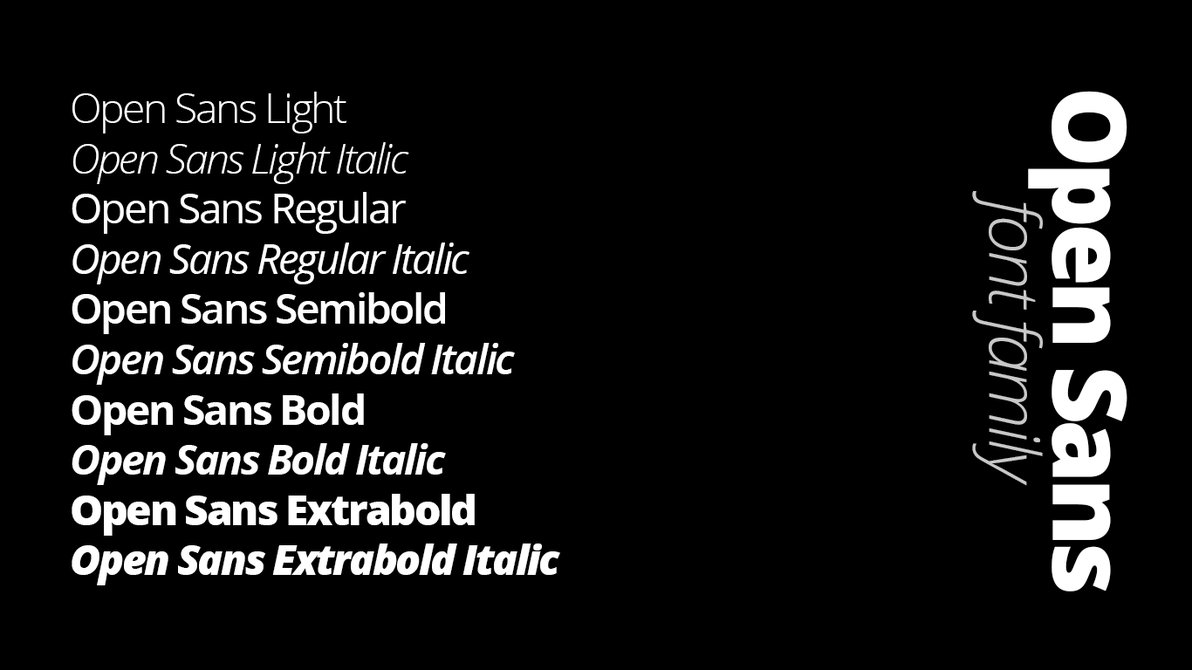 Open Sans Light
Open Sans Light Italic
Open Sans Regular
Open Sans Regular Italic
Open Sans Semibold
Open Sans Semibold Italic
Open Sans Bold
Open Sans Bold Italic
Open Sans Extrabold
Open Sans Extrabold Italic
Open Sans
font family